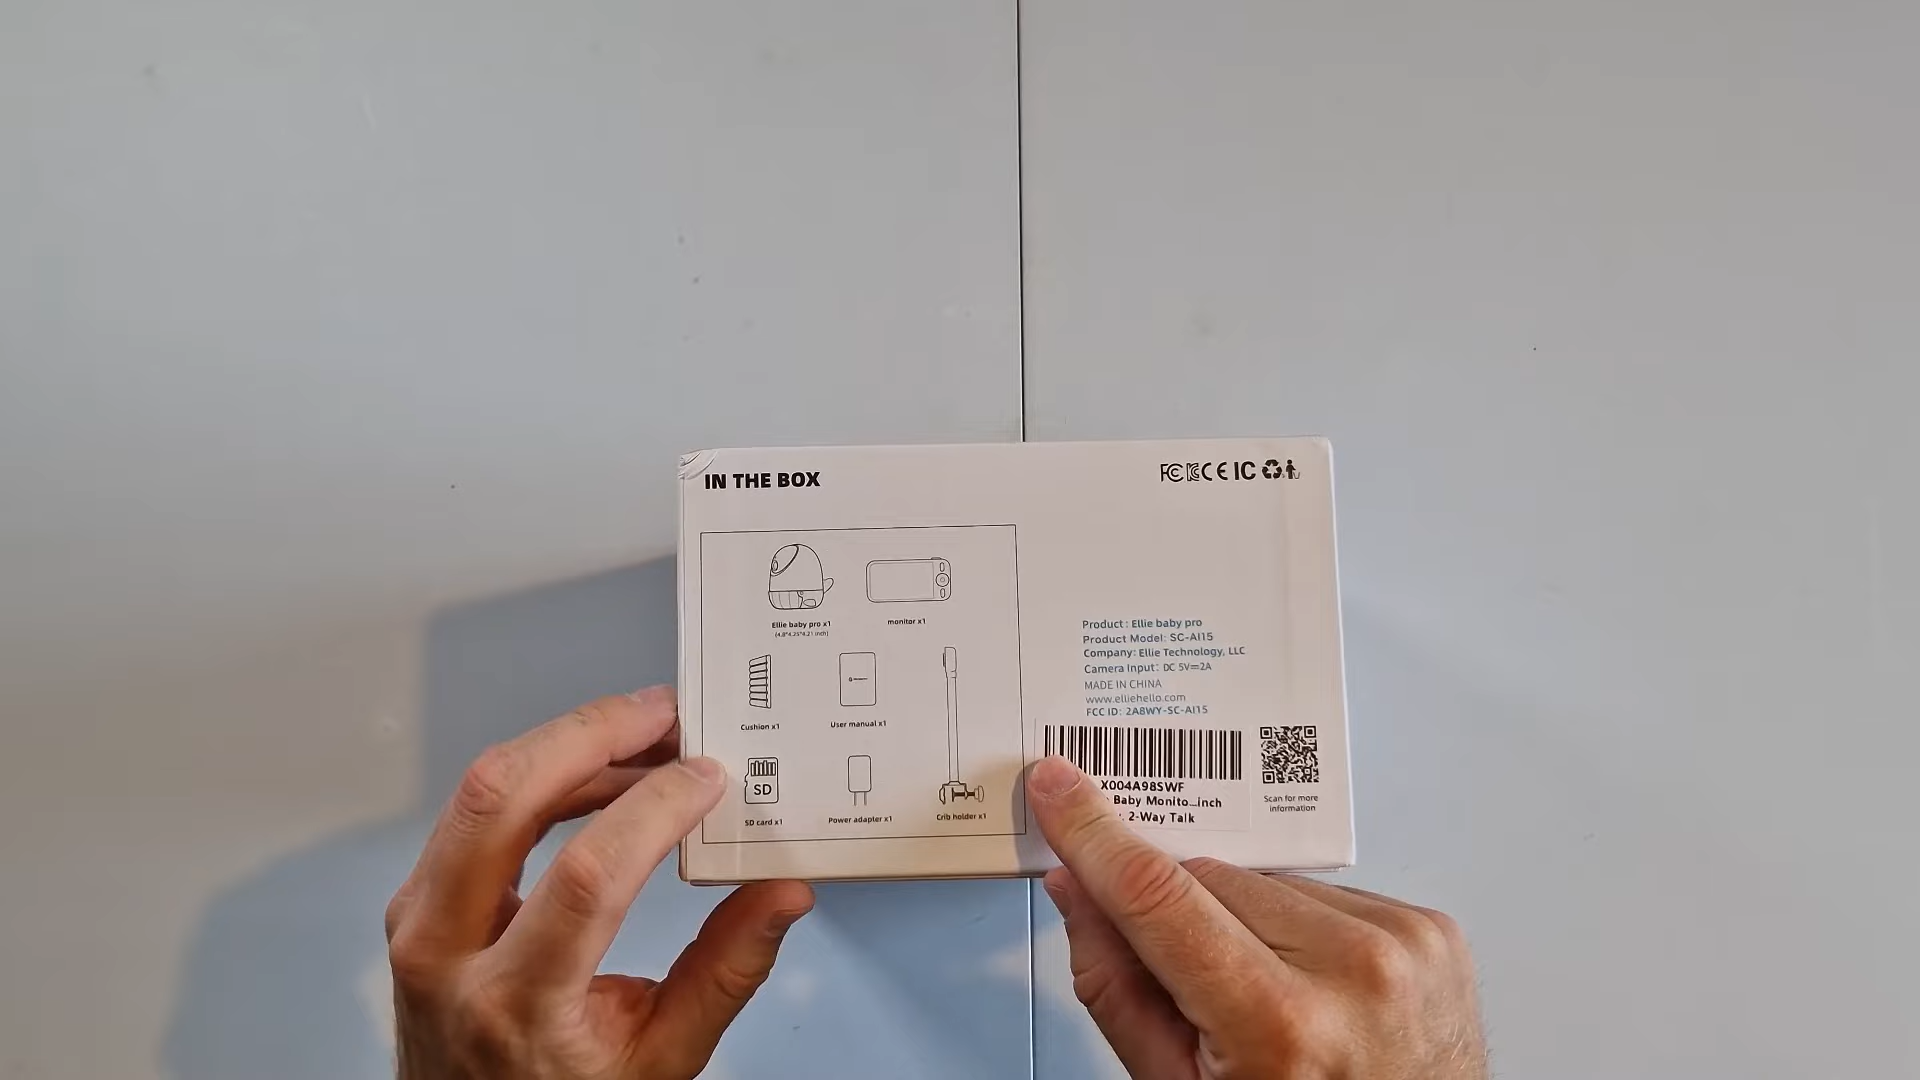 IN THE BOX
FC CE IC
Ellie baby pro x1
(4.8*4.25*4.21 inch)
monitor x1
Cushion x1
User manual x1
SD
SD card x1
Power adapter x1
Crib holder x1
Product : Ellie baby pro
Product Model: SC-AI15
Company: Ellie Technology, LLC
Camera Input: DC 5V=2A
MADE IN CHINA
www.elliehello.com
FCC ID: 2A8WY-SC-AI15
X004A98SWF
Baby Monito...inch
2-Way Talk
Scan for more
information